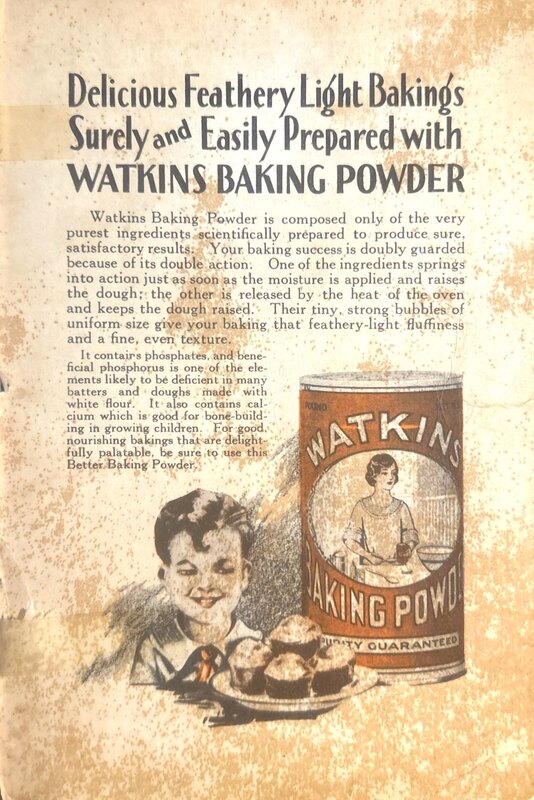 Delicious Feathery Light Bakings
Surely and Easily Prepared with
WATKINS BAKING POWDER
Watkins Baking Powder is composed only of the very
purest ingredients scientifically prepared to produce sure,
satisfactory results. Your baking success is doubly guarded
because of its double action. One of the ingredients springs
into action just as soon as the moisture is applied and raises
the dough; the other is released by the heat of the oven
and keeps the dough raised. Their tiny, strong bubbles of
uniform size give your baking that feathery-light fluffiness
and a fine, even texture.
It contains phosphates, and bene-
ficial phosphorus is one of the ele-
ments likely to be deficient in many
batters and doughs made with
white flour. It also contains cal-
cium which is good for bone-build-
ing in growing children. For good,
nourishing bakings that are delight-
fully palatable, be sure to use this
Better Baking Powder.
WATKINS
BAKING POWD
PURITY GUARANTEED